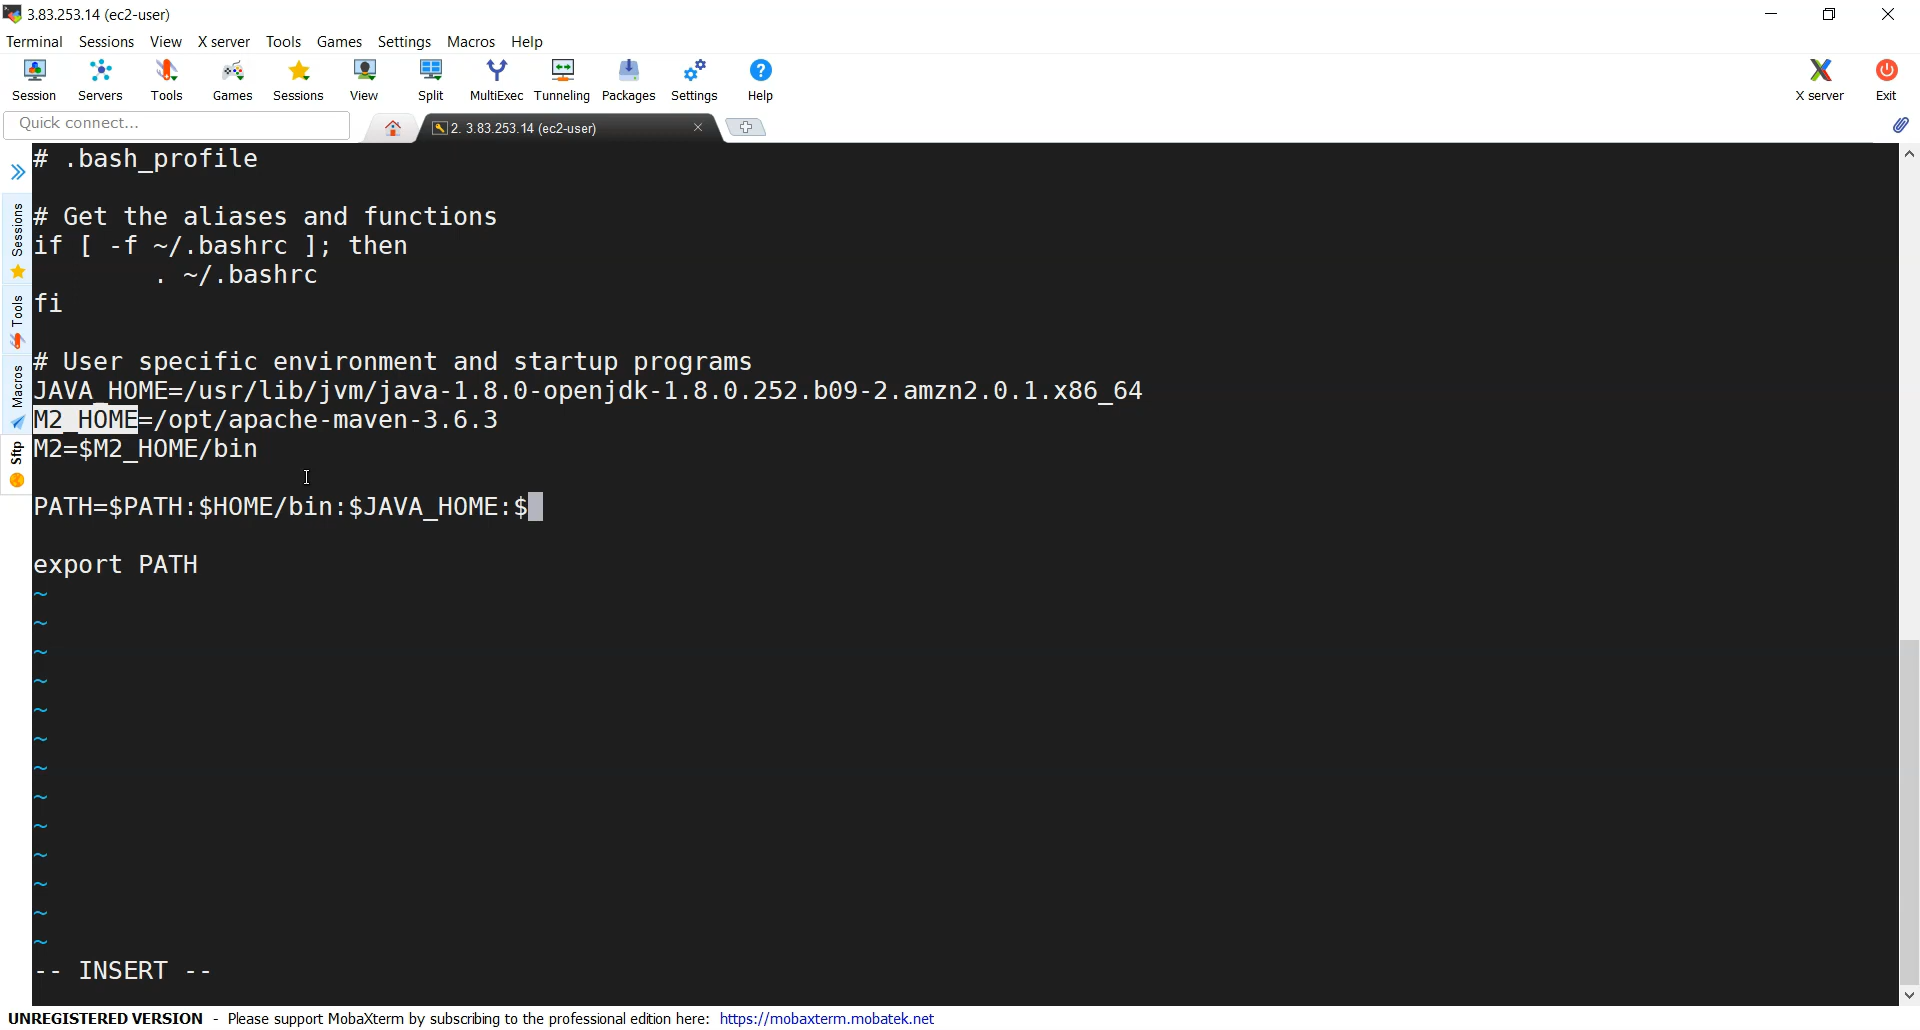 3.83.253.14 (ec2-user)
Terminal Sessions View X server Tools Games Settings Macros Help
Session Servers Tools Games Sessions View Split MultiExec Tunneling Packages Settings Help X server Exit
Quick connect...
2. 3.83.253.14 (ec2-user)
Sessions
Tools
Macros
Sftp
# .bash_profile
# Get the aliases and functions
if [ -f ~/.bashrc ]; then
. ~/.bashrc
fi
# User specific environment and startup programs
JAVA_HOME=/usr/lib/jvm/java-1.8.0-openjdk-1.8.0.252.b09-2.amzn2.0.1.x86_64
M2_HOME=/opt/apache-maven-3.6.3
M2=$M2_HOME/bin
PATH=$PATH:$HOME/bin:$JAVA_HOME:$
export PATH
~
~
~
~
~
~
~
~
~
~
~
~
~
-- INSERT --
UNREGISTERED VERSION - Please support MobaXterm by subscribing to the professional edition here: https://mobaxterm.mobatek.net